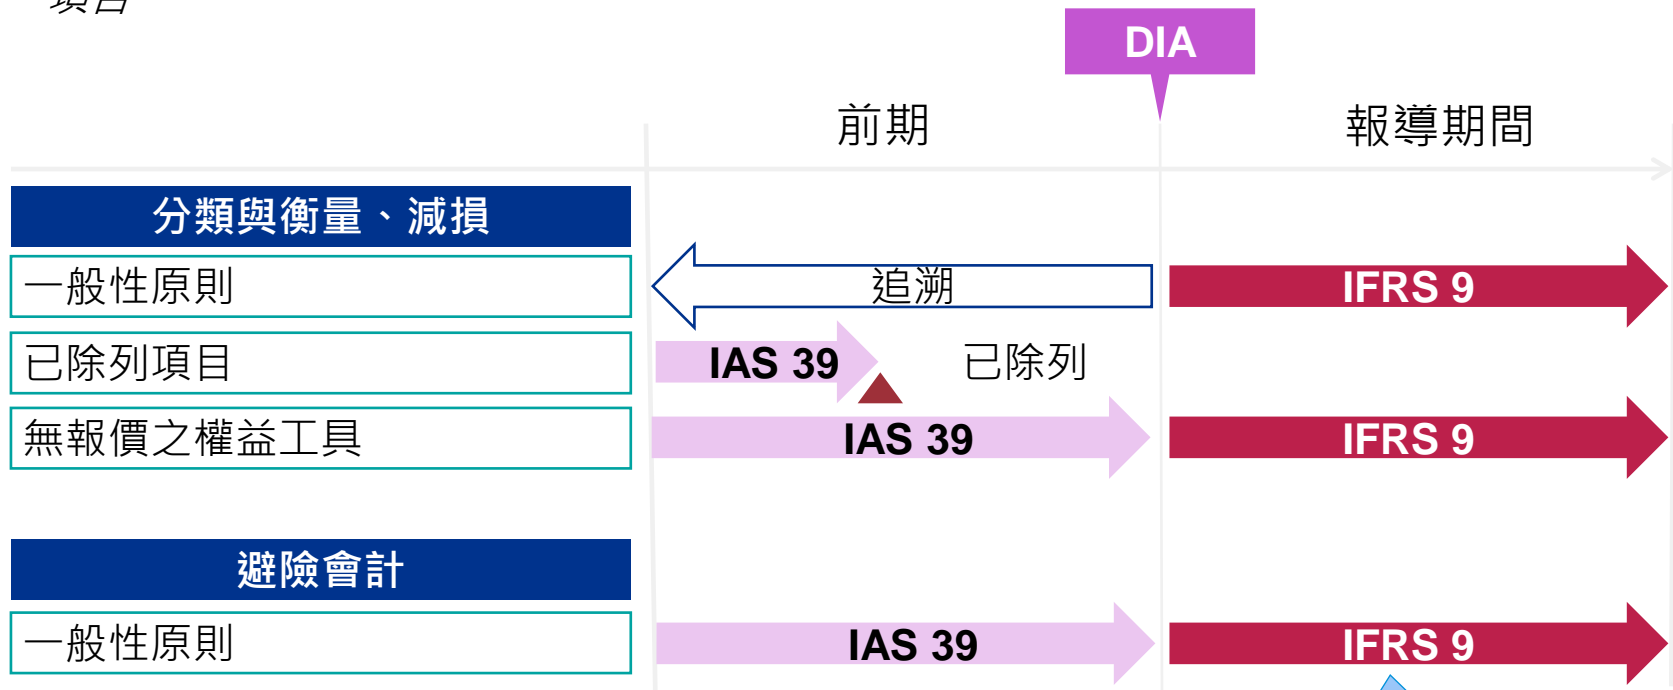 項目
DIA
前期
報導期間
分類與衡量、減損
一般性原則
追溯
IFRS 9
已除列項目
IAS 39
已除列
無報價之權益工具
IAS 39
IFRS 9
避險會計
一般性原則
IAS 39
IFRS 9